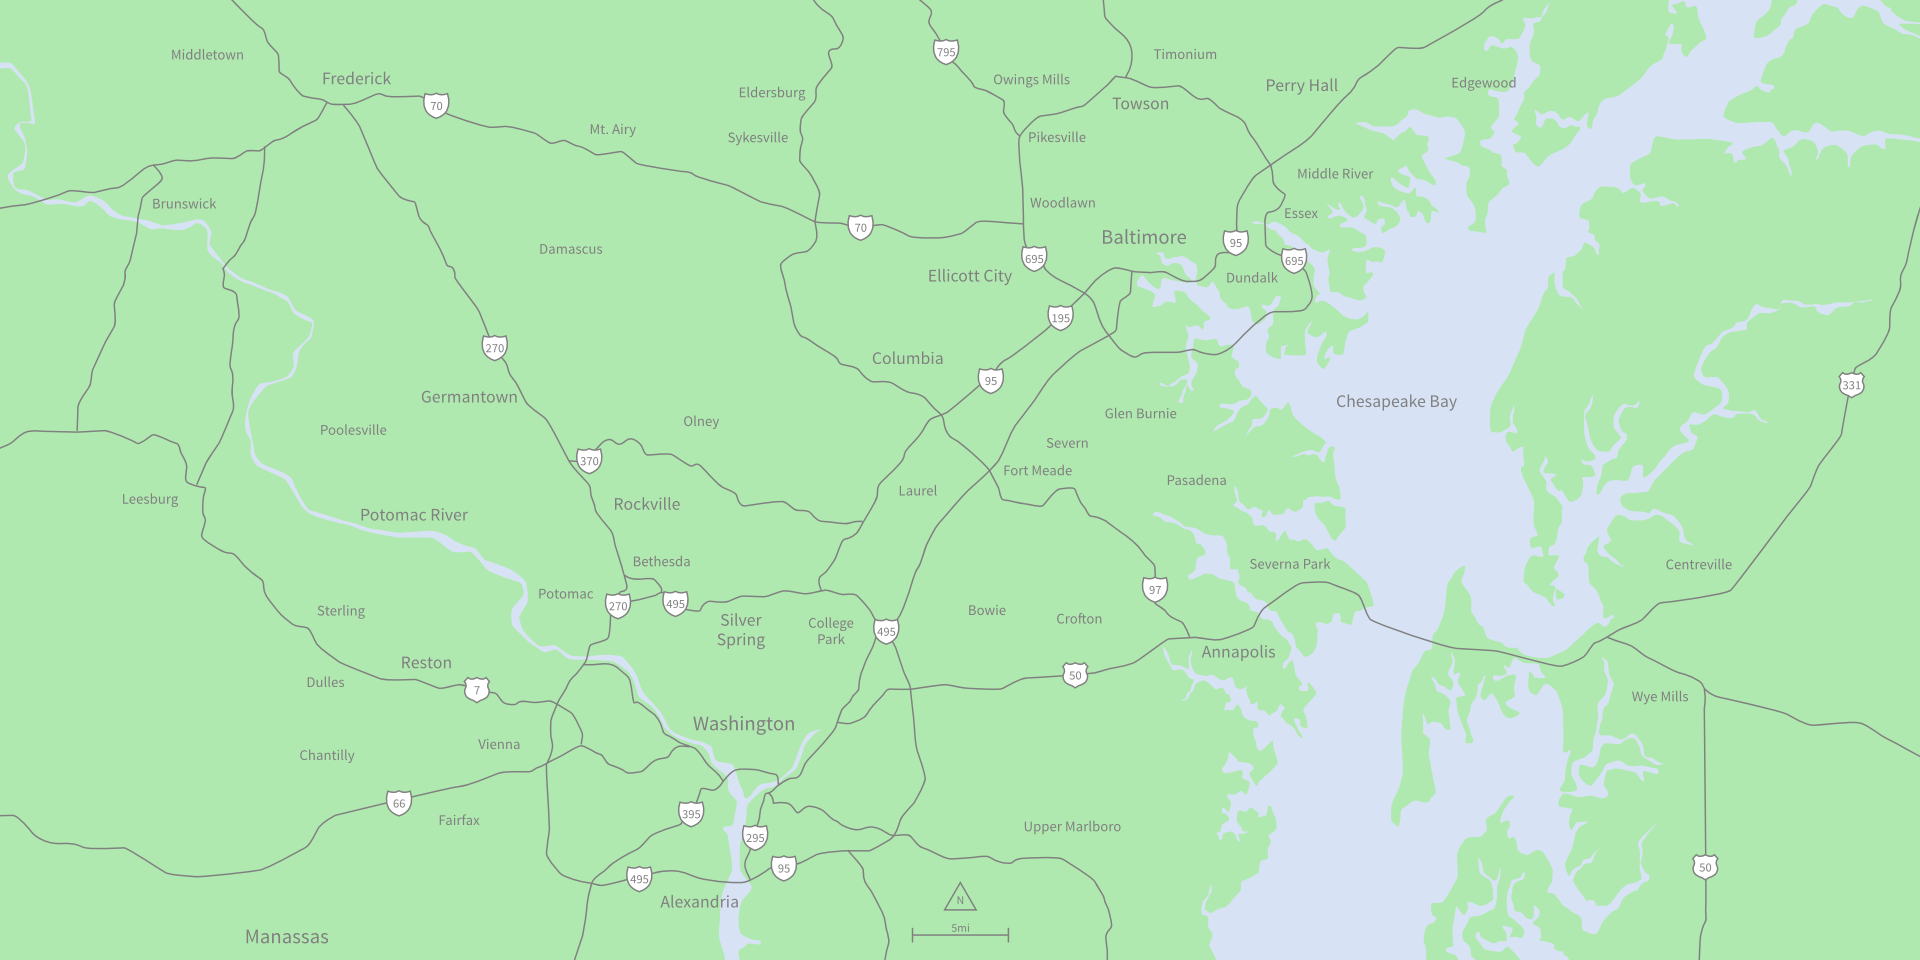 Middletown
Frederick
70
Mt. Airy
Eldersburg
Sykesville
795
Owings Mills
Timonium
Towson
Pikesville
Perry Hall
Edgewood
Middle River
Brunswick
Damascus
70
Woodlawn
Baltimore
Essex
95
695
695
Dundalk
Ellicott City
195
270
Columbia
95
Germantown
Chesapeake Bay
331
Poolesville
Olney
Glen Burnie
Severn
370
Fort Meade
Pasadena
Leesburg
Potomac River
Rockville
Laurel
Bethesda
Severna Park
Centreville
97
Potomac
270
495
Sterling
Silver
Spring
College
Park
495
Bowie
Crofton
Reston
Annapolis
Dulles
7
50
Wye Mills
Washington
Vienna
Chantilly
66
395
Fairfax
295
Upper Marlboro
95
495
50
Alexandria
N
5mi
Manassas